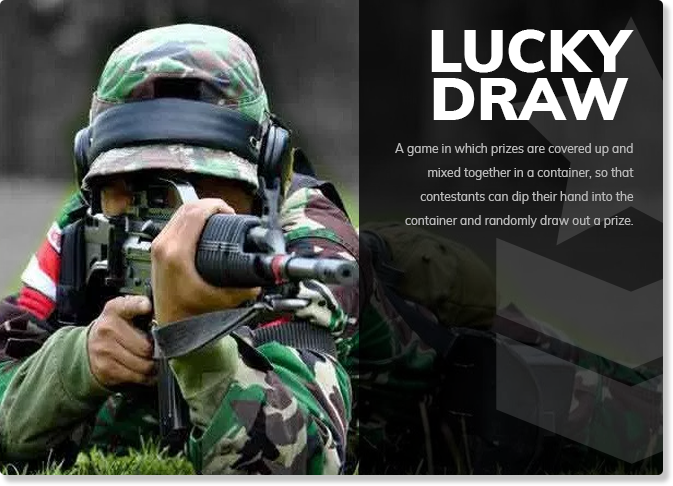 LUCKY
DRAW
A game in which prizes are covered up and
mixed together in a container, so that
contestants can dip their hand into the
container and randomly draw out a prize.